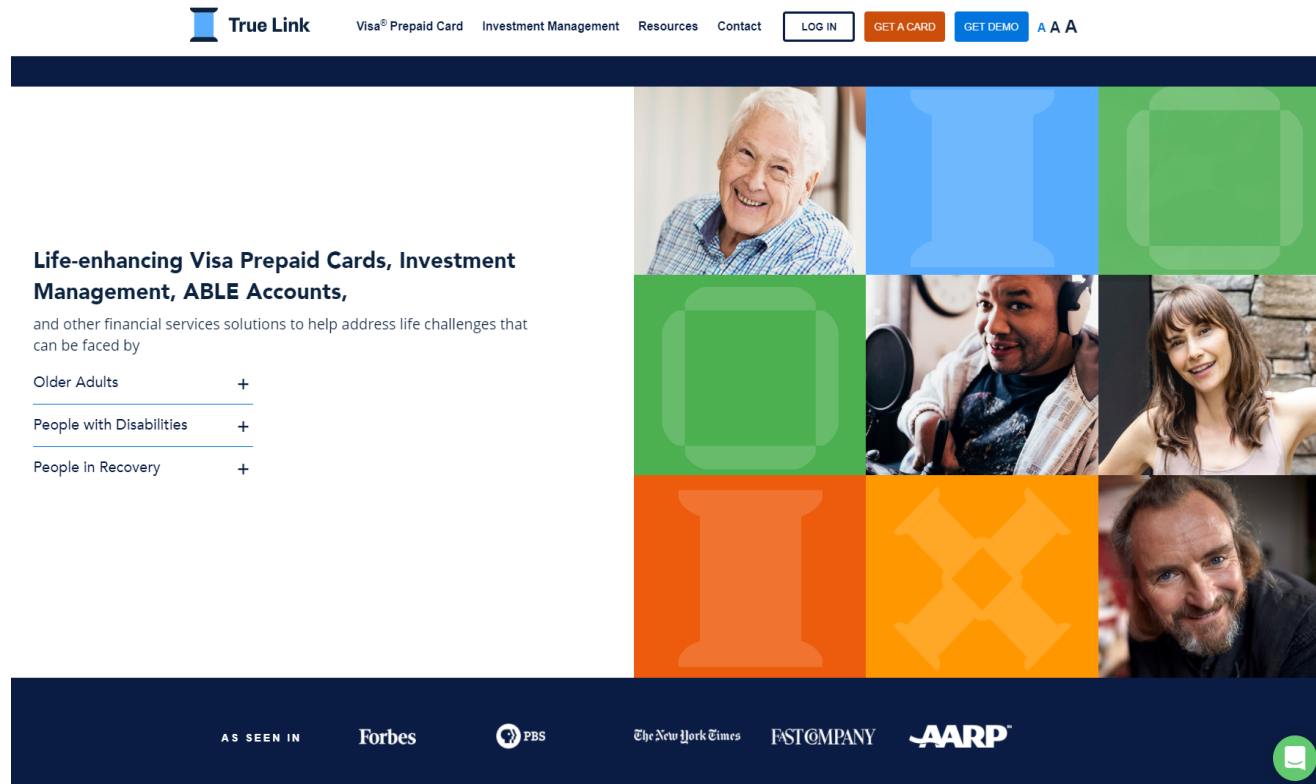 True Link
Visa® Prepaid Card
Investment Management
Resources
Contact
LOG IN
GET A CARD
GET DEMO
A A A
Life-enhancing Visa Prepaid Cards, Investment
Management, ABLE Accounts,
and other financial services solutions to help address life challenges that
can be faced by
Older Adults +
People with Disabilities +
People in Recovery +
AS SEEN IN
Forbes
PBS
The New York Times
FAST COMPANY
AARP™